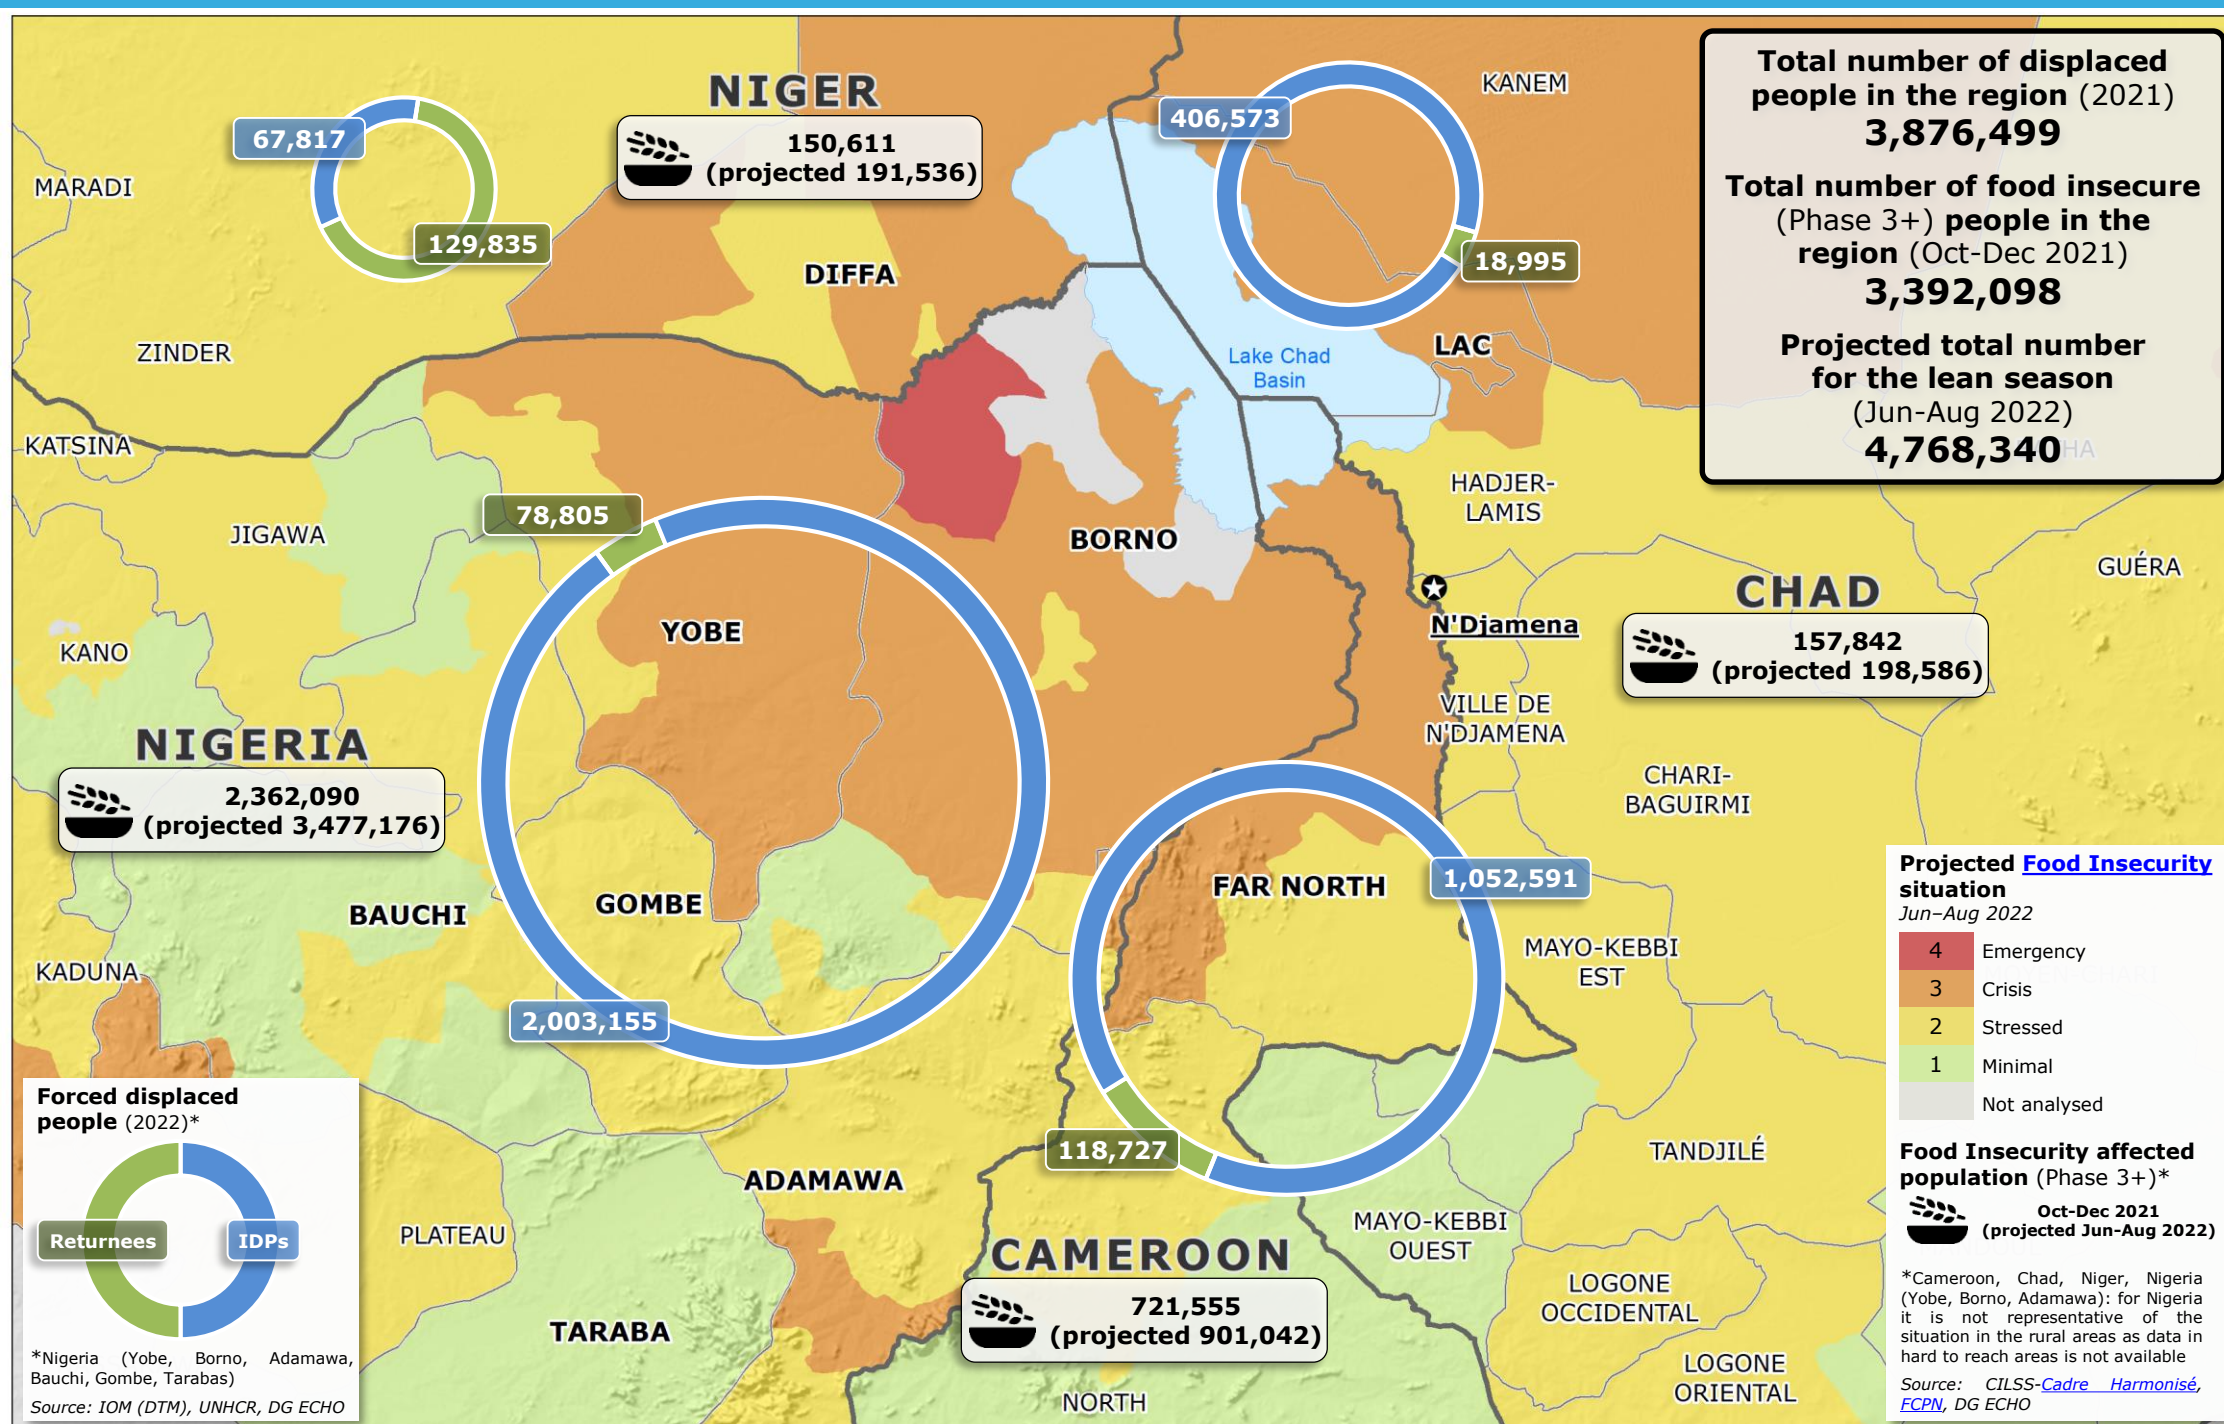 NIGER
150,611
(projected 191,536)
67,817
129,835
406,573
18,995
KANEM
MARADI
ZINDER
DIFFA
LAC
Lake Chad
Basin
Total number of displaced
people in the region (2021)
3,876,499
Total number of food insecure
(Phase 3+) people in the
region (Oct-Dec 2021)
3,392,098
Projected total number
for the lean season
(Jun-Aug 2022)
4,768,340
KATSINA
JIGAWA
KANO
78,805
YOBE
BORNO
HADJER-
LAMIS
GUÉRA
CHAD
157,842
(projected 198,586)
N'Djamena
VILLE DE
N'DJAMENA
CHARI-
BAGUIRMI
NIGERIA
2,362,090
(projected 3,477,176)
BAUCHI
GOMBE
KADUNA
2,003,155
FAR NORTH
1,052,591
MAYO-KEBBI
EST
118,727
TANDJILÉ
ADAMAWA
PLATEAU
TARABA
CAMEROON
721,555
(projected 901,042)
NORTH
MAYO-KEBBI
OUEST
LOGONE
OCCIDENTAL
LOGONE
ORIENTAL
Forced displaced
people (2022)*
Returnees
IDPs
*Nigeria (Yobe, Borno, Adamawa,
Bauchi, Gombe, Tarabas)
Source: IOM (DTM), UNHCR, DG ECHO
Projected Food Insecurity
situation
Jun–Aug 2022
4 Emergency
3 Crisis
2 Stressed
1 Minimal
Not analysed
Food Insecurity affected
population (Phase 3+)*
Oct-Dec 2021
(projected Jun-Aug 2022)
*Cameroon, Chad, Niger, Nigeria
(Yobe, Borno, Adamawa): for Nigeria
it is not representative of the
situation in the rural areas as data in
hard to reach areas is not available
Source: CILSS-Cadre Harmonisé,
FCPN, DG ECHO